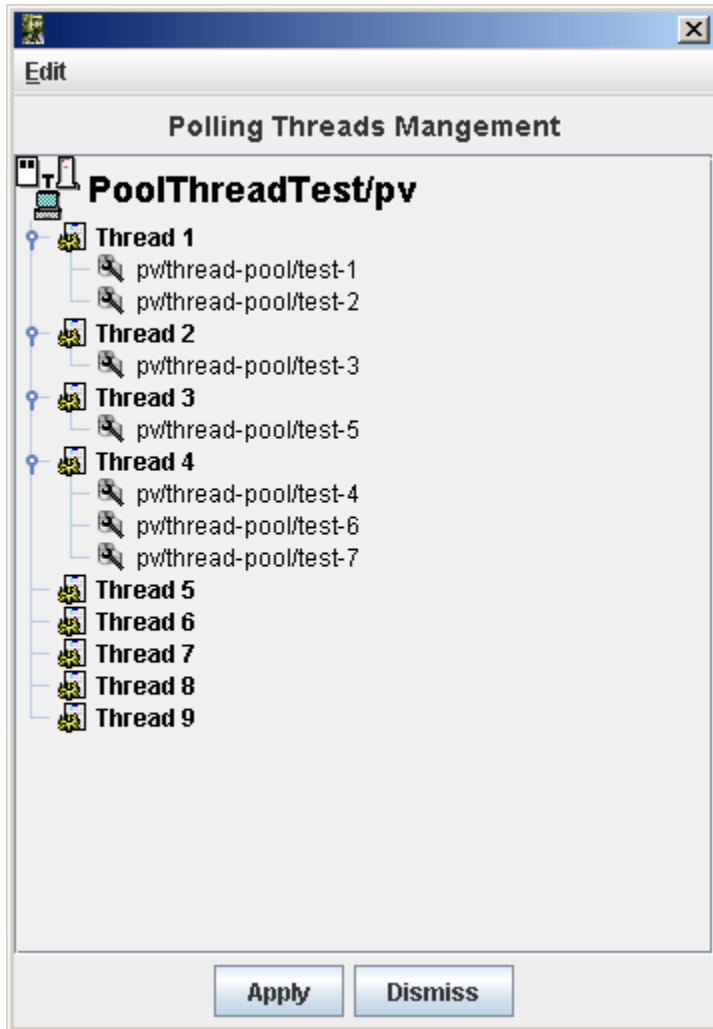 Edit
Polling Threads Mangement
PoolThreadTest/pv
Thread 1
pv/thread-pool/test-1
pv/thread-pool/test-2
Thread 2
pv/thread-pool/test-3
Thread 3
pv/thread-pool/test-5
Thread 4
pv/thread-pool/test-4
pv/thread-pool/test-6
pv/thread-pool/test-7
Thread 5
Thread 6
Thread 7
Thread 8
Thread 9
Apply Dismiss